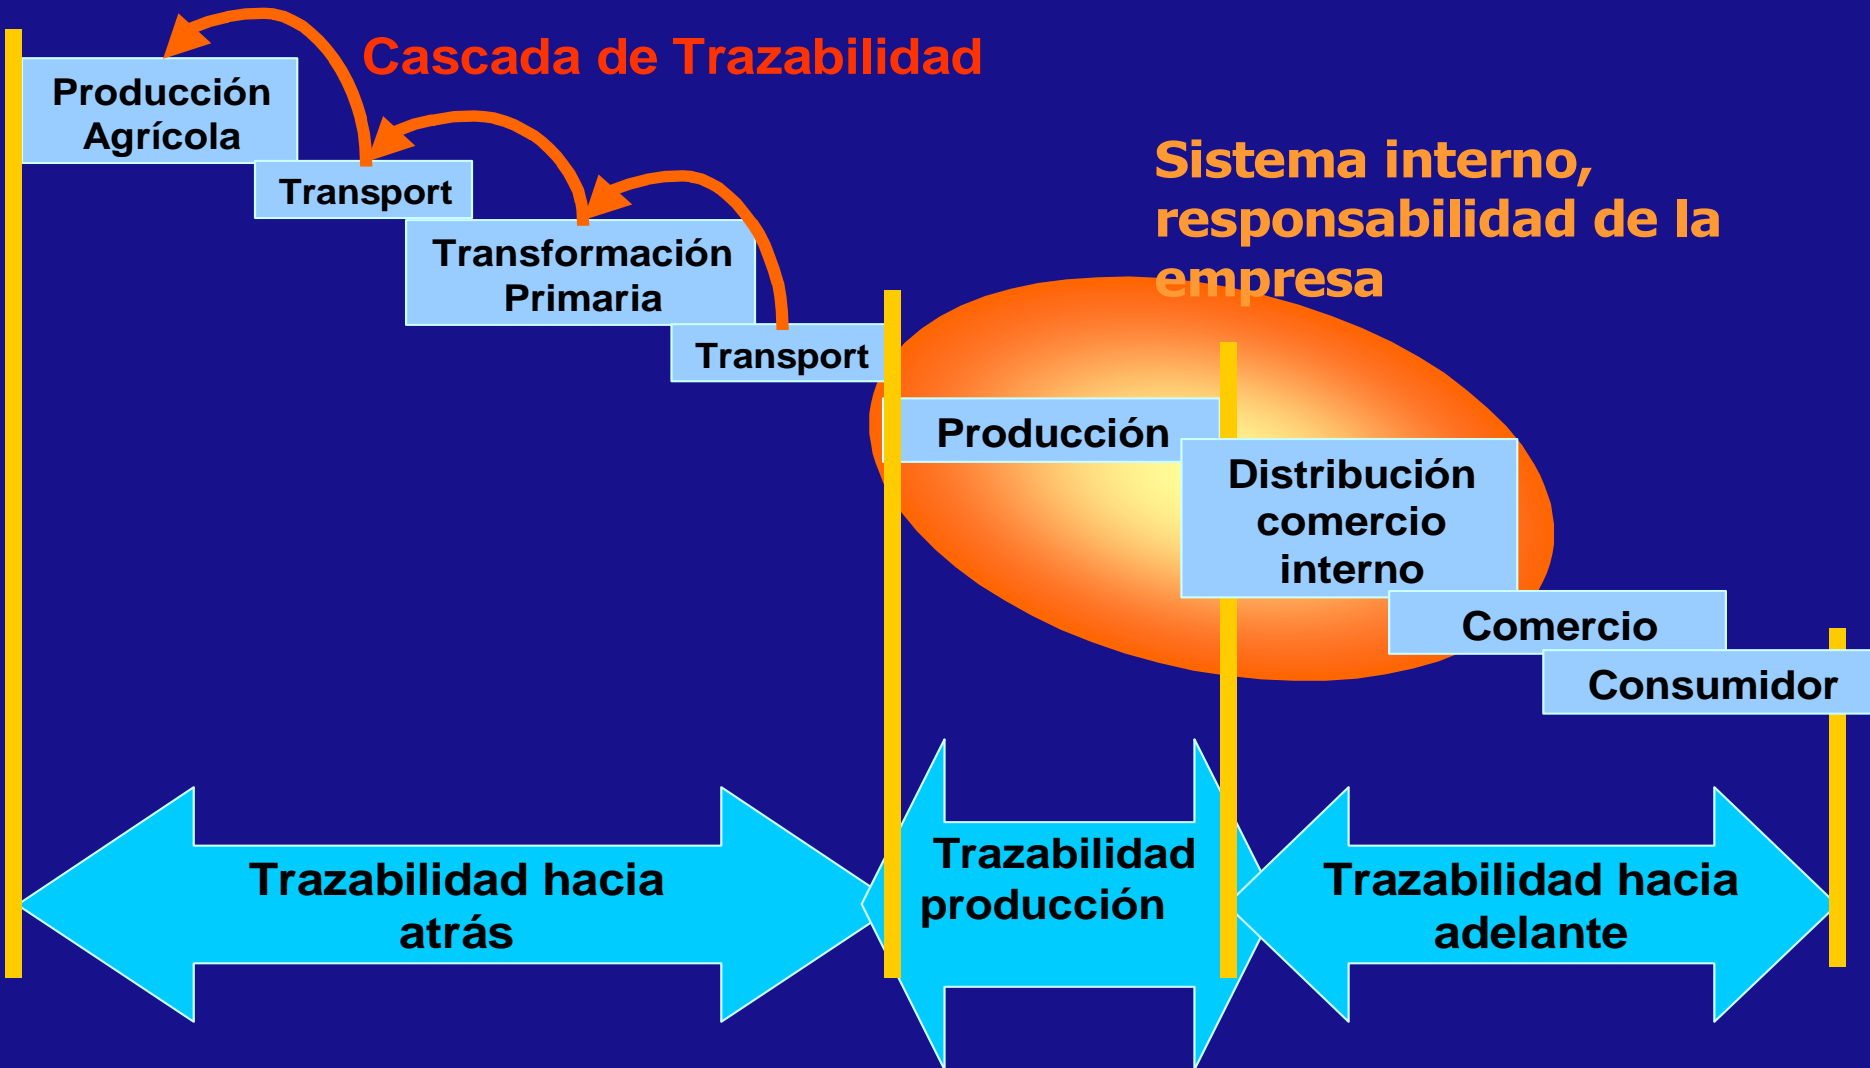 Cascada de Trazabilidad
Producción
Agrícola
Transport
Transformación
Primaria
Transport
Sistema interno,
responsabilidad de la
empresa
Producción
Distribución
comercio
interno
Comercio
Consumidor
Trazabilidad hacia
atrás
Trazabilidad
producción
Trazabilidad hacia
adelante